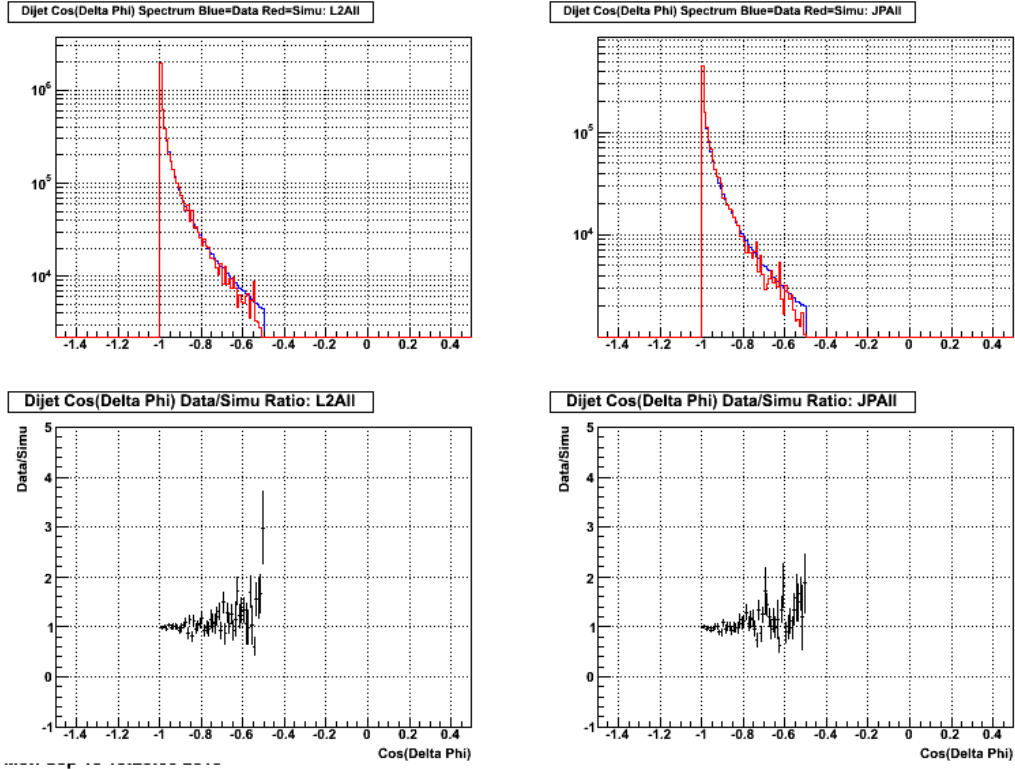 Dijet Cos(Delta Phi) Spectrum Blue=Data Red=Simu: L2All
10^6
10^5
10^4
-1.4 -1.2 -1 -0.8 -0.6 -0.4 -0.2 0 0.2 0.4
Dijet Cos(Delta Phi) Spectrum Blue=Data Red=Simu: JPAll
10^5
10^4
-1.4 -1.2 -1 -0.8 -0.6 -0.4 -0.2 0 0.2 0.4
Dijet Cos(Delta Phi) Data/Simu Ratio: L2All
Data/Simu
5
4
3
2
1
0
-1
-1.4 -1.2 -1 -0.8 -0.6 -0.4 -0.2 0 0.2 0.4
Cos(Delta Phi)
Dijet Cos(Delta Phi) Data/Simu Ratio: JPAll
Data/Simu
5
4
3
2
1
0
-1
-1.4 -1.2 -1 -0.8 -0.6 -0.4 -0.2 0 0.2 0.4
Cos(Delta Phi)